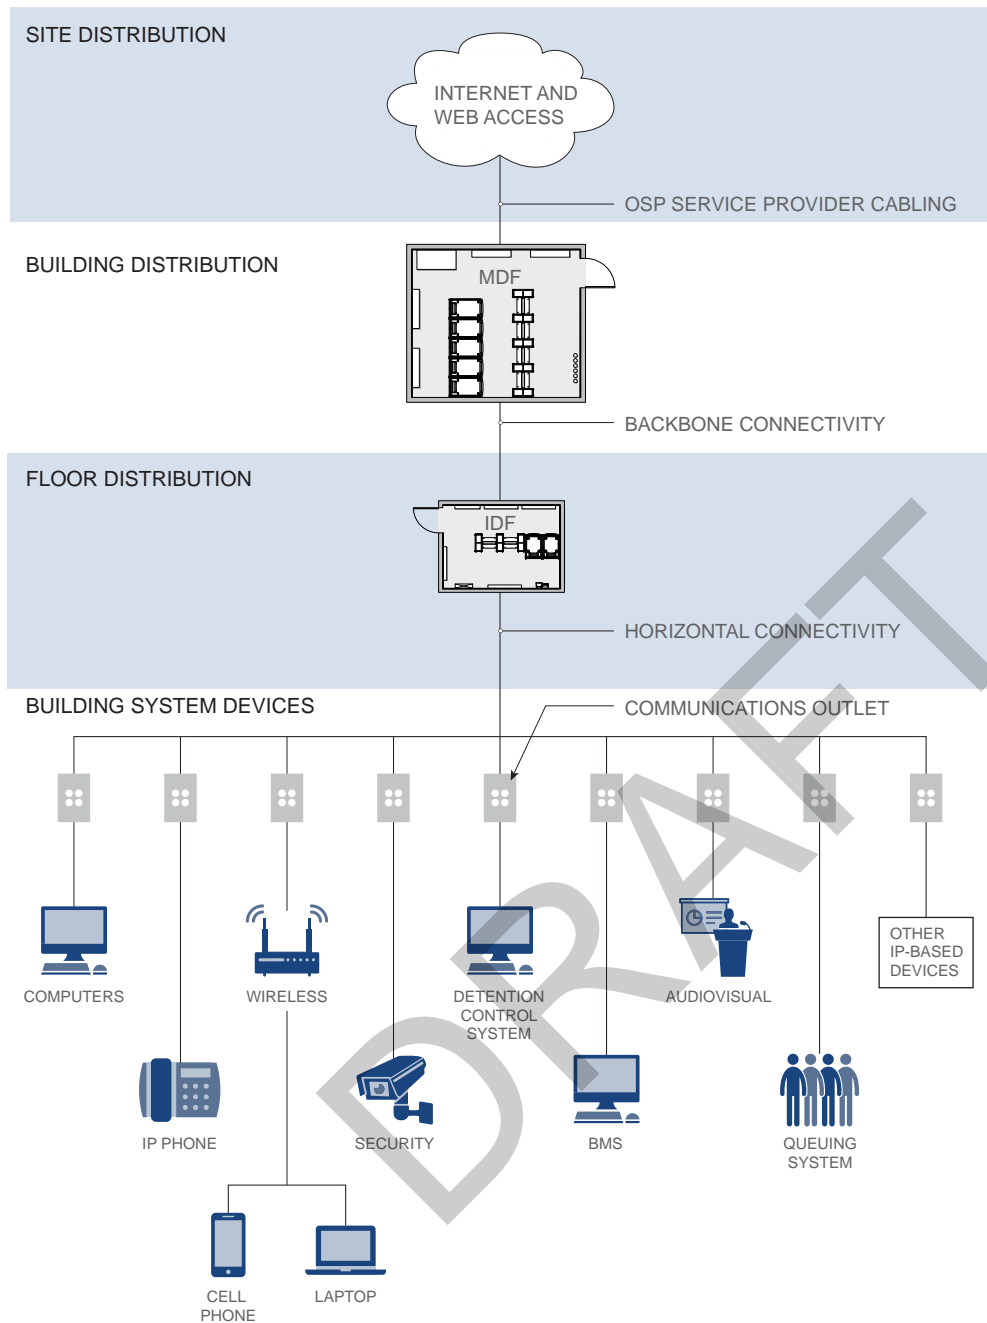 SITE DISTRIBUTION
INTERNET AND
WEB ACCESS
OSP SERVICE PROVIDER CABLING
BUILDING DISTRIBUTION
MDF
BACKBONE CONNECTIVITY
FLOOR DISTRIBUTION
IDF
HORIZONTAL CONNECTIVITY
BUILDING SYSTEM DEVICES
COMMUNICATIONS OUTLET
COMPUTERS
WIRELESS
DETENTION
CONTROL
SYSTEM
AUDIOVISUAL
OTHER
IP-BASED
DEVICES
IP PHONE
SECURITY
BMS
QUEUING
SYSTEM
CELL
PHONE
LAPTOP
DRAFT